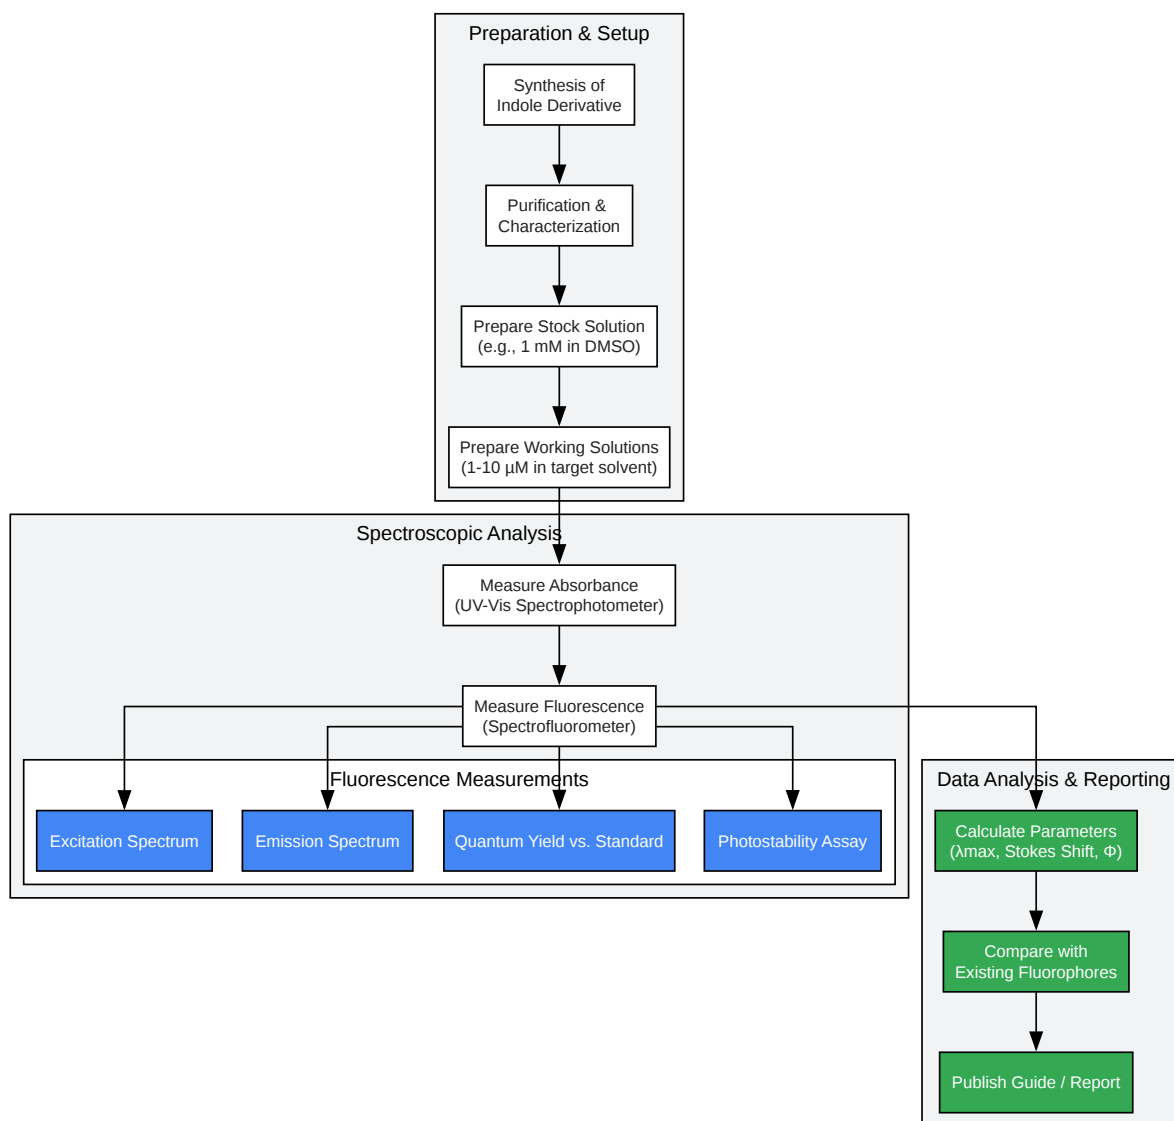 Preparation & Setup
Synthesis of
Indole Derivative
Purification &
Characterization
Prepare Stock Solution
(e.g., 1 mM in DMSO)
Prepare Working Solutions
(1-10 µM in target solvent)
Spectroscopic Analysis
Measure Absorbance
(UV-Vis Spectrophotometer)
Measure Fluorescence
(Spectrofluorometer)
Fluorescence Measurements
Excitation Spectrum
Emission Spectrum
Quantum Yield vs. Standard
Photostability Assay
Data Analysis & Reporting
Calculate Parameters
(λmax, Stokes Shift, Φ)
Compare with
Existing Fluorophores
Publish Guide / Report